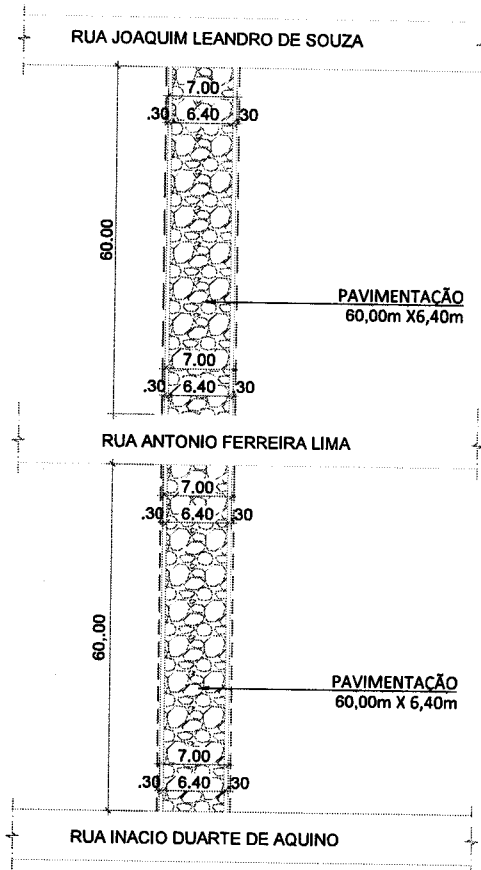 RUA JOAQUIM LEANDRO DE SOUZA
7.00
.30 6.40 .30
60.00
PAVIMENTAÇÃO
60,00m X6,40m
7.00
.30 6.40 .30
RUA ANTONIO FERREIRA LIMA
7.00
.30 6.40 .30
60,.00
PAVIMENTAÇÃO
60,00m X 6,40m
7.00
.30 6.40 .30
RUA INACIO DUARTE DE AQUINO